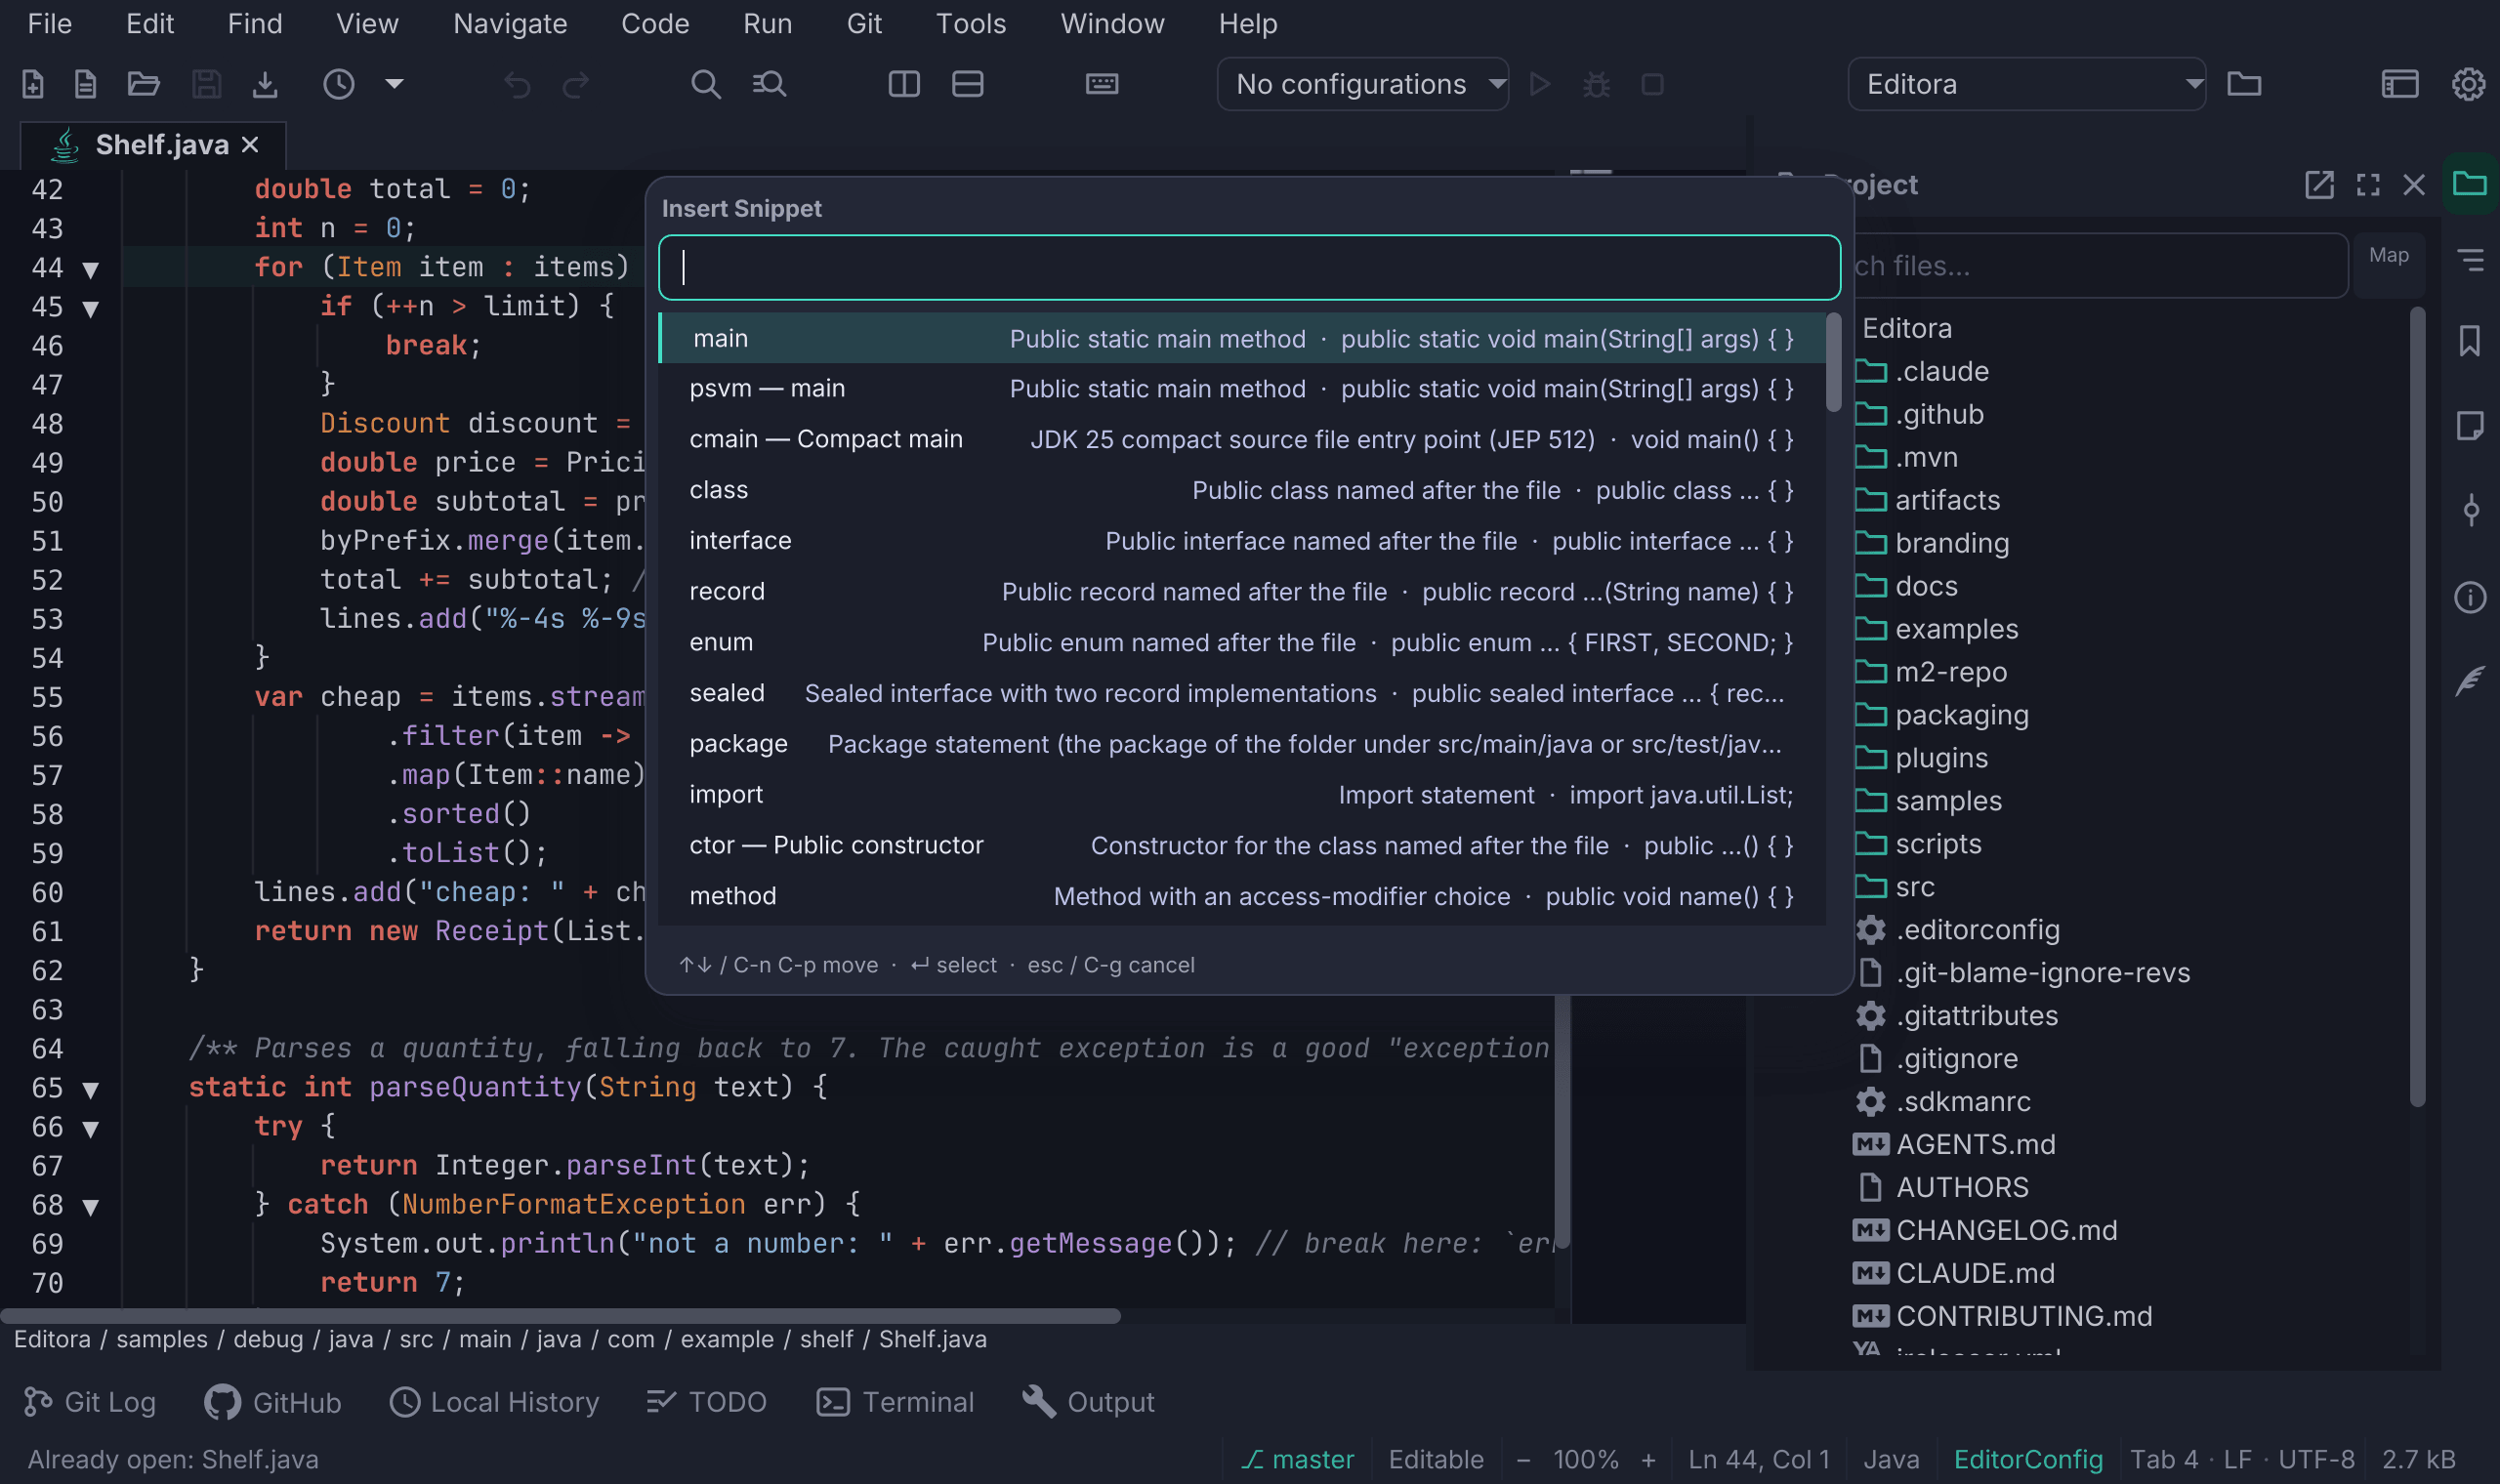 File Edit Find View Navigate Code Run Git Tools Window Help
No configurations
Editora
Shelf.java
42 double total = 0;
43 int n = 0;
44 for (Item item : items)
45 if (++n > limit) {
46 break;
47 }
48 Discount discount =
49 double price = Prici
50 double subtotal = pr
51 byPrefix.merge(item.
52 total += subtotal; /
53 lines.add("%-4s %-9s
54 }
55 var cheap = items.stream
56 .filter(item ->
57 .map(Item::name)
58 .sorted()
59 .toList();
60 lines.add("cheap: " + ch
61 return new Receipt(List.
62 }
63
64 /** Parses a quantity, falling back to 7. The caught exception is a good "exception
65 static int parseQuantity(String text) {
66 try {
67 return Integer.parseInt(text);
68 } catch (NumberFormatException err) {
69 System.out.println("not a number: " + err.getMessage()); // break here: `er
70 return 7;
Insert Snippet
main Public static main method · public static void main(String[] args) { }
psvm — main Public static main method · public static void main(String[] args) { }
cmain — Compact main JDK 25 compact source file entry point (JEP 512) · void main() { }
class Public class named after the file · public class ... { }
interface Public interface named after the file · public interface ... { }
record Public record named after the file · public record ...(String name) { }
enum Public enum named after the file · public enum ... { FIRST, SECOND; }
sealed Sealed interface with two record implementations · public sealed interface ... { rec...
package Package statement (the package of the folder under src/main/java or src/test/jav...
import Import statement · import java.util.List;
ctor — Public constructor Constructor for the class named after the file · public ...() { }
method Method with an access-modifier choice · public void name() { }
↑↓ / C-n C-p move · ↵ select · esc / C-g cancel
roject
ch files...
Map
Editora
.claude
.github
.mvn
artifacts
branding
docs
examples
m2-repo
packaging
plugins
samples
scripts
src
.editorconfig
.git-blame-ignore-revs
.gitattributes
.gitignore
.sdkmanrc
AGENTS.md
AUTHORS
CHANGELOG.md
CLAUDE.md
CONTRIBUTING.md
Editora / samples / debug / java / src / main / java / com / example / shelf / Shelf.java
Git Log GitHub Local History TODO Terminal Output
Already open: Shelf.java
master Editable − 100% + Ln 44, Col 1 Java EditorConfig Tab 4 · LF · UTF-8 2.7 kB